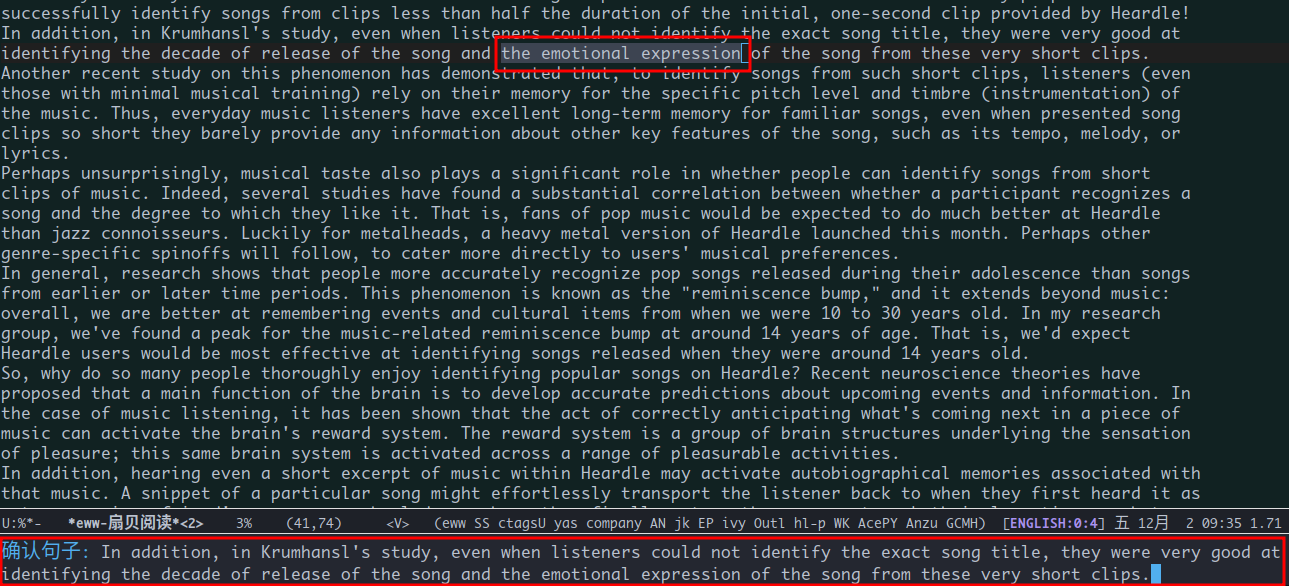 successfully identify songs from clips less than half the duration of the initial, one-second clip provided by Heardle!
In addition, in Krumhansl's study, even when listeners could not identify the exact song title, they were very good at
identifying the decade of release of the song and the emotional expression of the song from these very short clips.
Another recent study on this phenomenon has demonstrated that, to identify songs from such short clips, listeners (even
those with minimal musical training) rely on their memory for the specific pitch level and timbre (instrumentation) of
the music. Thus, everyday music listeners have excellent long-term memory for familiar songs, even when presented song
clips so short they barely provide any information about other key features of the song, such as its tempo, melody, or
lyrics.
Perhaps unsurprisingly, musical taste also plays a significant role in whether people can identify songs from short
clips of music. Indeed, several studies have found a substantial correlation between whether a participant recognizes a
song and the degree to which they like it. That is, fans of pop music would be expected to do much better at Heardle
than jazz connoisseurs. Luckily for metalheads, a heavy metal version of Heardle launched this month. Perhaps other
genre-specific spinoffs will follow, to cater more directly to users' musical preferences.
In general, research shows that people more accurately recognize pop songs released during their adolescence than songs
from earlier or later time periods. This phenomenon is known as the "reminiscence bump," and it extends beyond music:
overall, we are better at remembering events and cultural items from when we were 10 to 30 years old. In my research
group, we've found a peak for the music-related reminiscence bump at around 14 years of age. That is, we'd expect
Heardle users would be most effective at identifying songs released when they were around 14 years old.
So, why do so many people thoroughly enjoy identifying popular songs on Heardle? Recent neuroscience theories have
proposed that a main function of the brain is to develop accurate predictions about upcoming events and information. In
the case of music listening, it has been shown that the act of correctly anticipating what's coming next in a piece of
music can activate the brain's reward system. The reward system is a group of brain structures underlying the sensation
of pleasure; this same brain system is activated across a range of pleasurable activities.
In addition, hearing even a short excerpt of music within Heardle may activate autobiographical memories associated with
that music. A snippet of a particular song might effortlessly transport the listener back to when they first heard it as
U:%*- *eww-扇贝阅读*<2> 3% (41,74) <V> (eww SS ctagsU yas company AN jk EP ivy Outl hl-p WK AcePY Anzu GCMH) [ENGLISH:0:4] 五 12月 2 09:35 1.71
确认句子: In addition, in Krumhansl's study, even when listeners could not identify the exact song title, they were very good at
identifying the decade of release of the song and the emotional expression of the song from these very short clips.